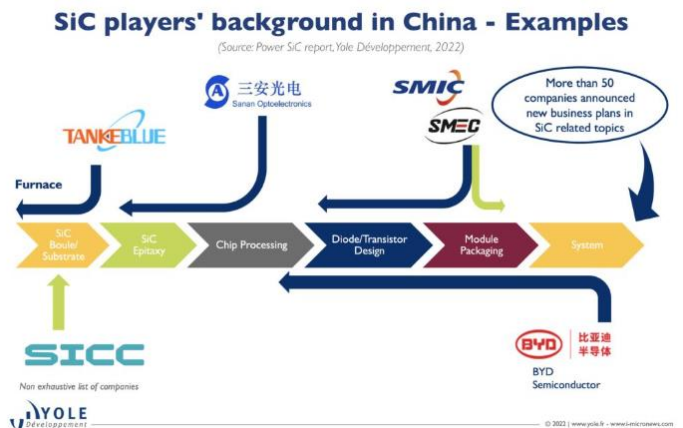 SiC players' background in China - Examples
(Source: Power SiC report, Yole Développement, 2022)
TANKEBLUE
三安光电
Sanan Optoelectronics
SMIC
SMEC
More than 50
companies announced
new business plans in
SiC related topics
Furnace
SiC
Boule/
Substrate
SiC
Epitxxy
Chip Processing
Diode/Transistor
Design
Module
Packaging
System
SICC
Non exhaustive list of companies
BYD
比亚迪
半导体
BYD
Semiconductor
YOLE
Développement
© 2022 | www.yole.fr - www.i-micronews.com